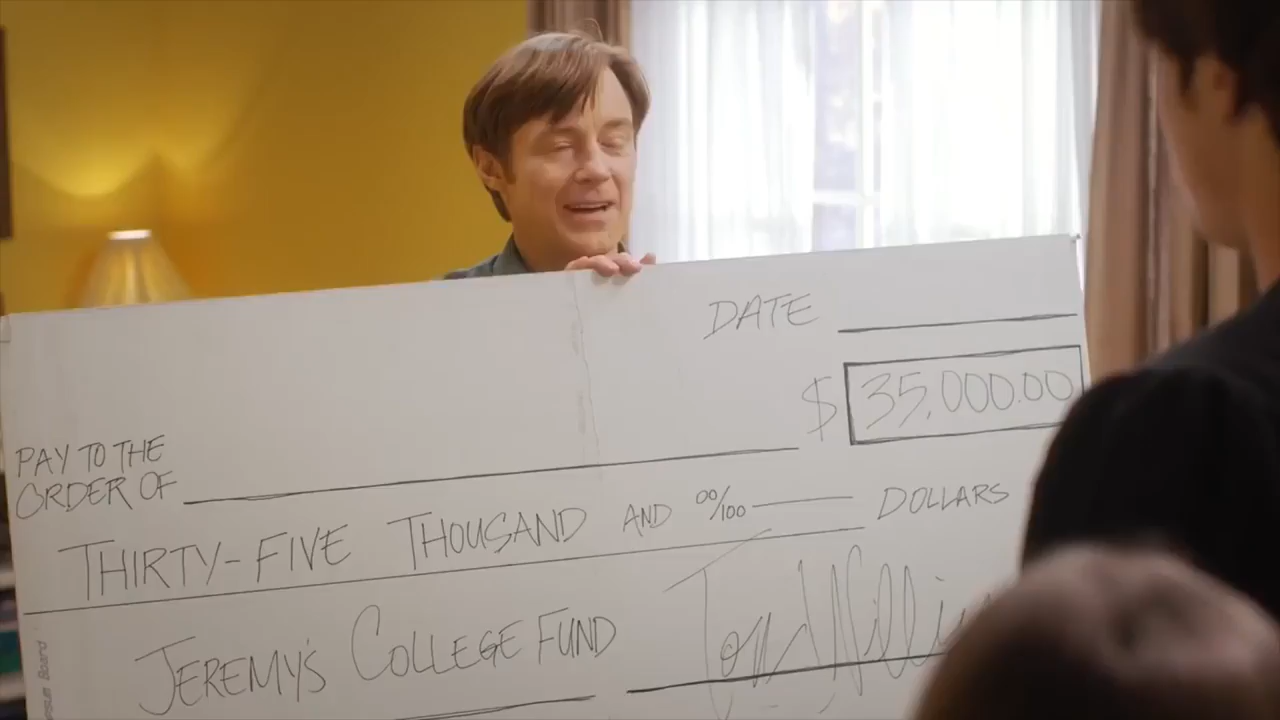 DATE
$ 35,000.00
PAY TO THE
ORDER OF
THIRTY-FIVE THOUSAND AND 00/100 DOLLARS
JEREMY'S COLLEGE FUND
Board